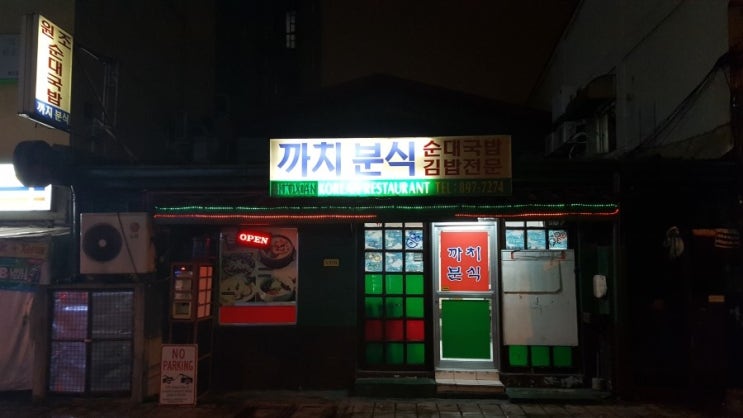 원조
순대국밥
까치 분식
까치 분식
순대국밥
김밥전문
KOREAN RESTAURANT TEL:897-7274
OPEN
까치
분식
NO
PARKING